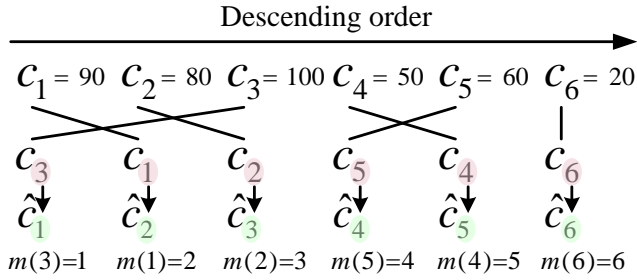 Descending order
c₁ = 90 c₂ = 80 c₃ = 100 c₄ = 50 c₅ = 60 c₆ = 20
c₃ c₁ c₂ c₅ c₄ c₆
ĉ₁ ĉ₂ ĉ₃ ĉ₄ ĉ₅ ĉ₆
m(3)=1 m(1)=2 m(2)=3 m(5)=4 m(4)=5 m(6)=6